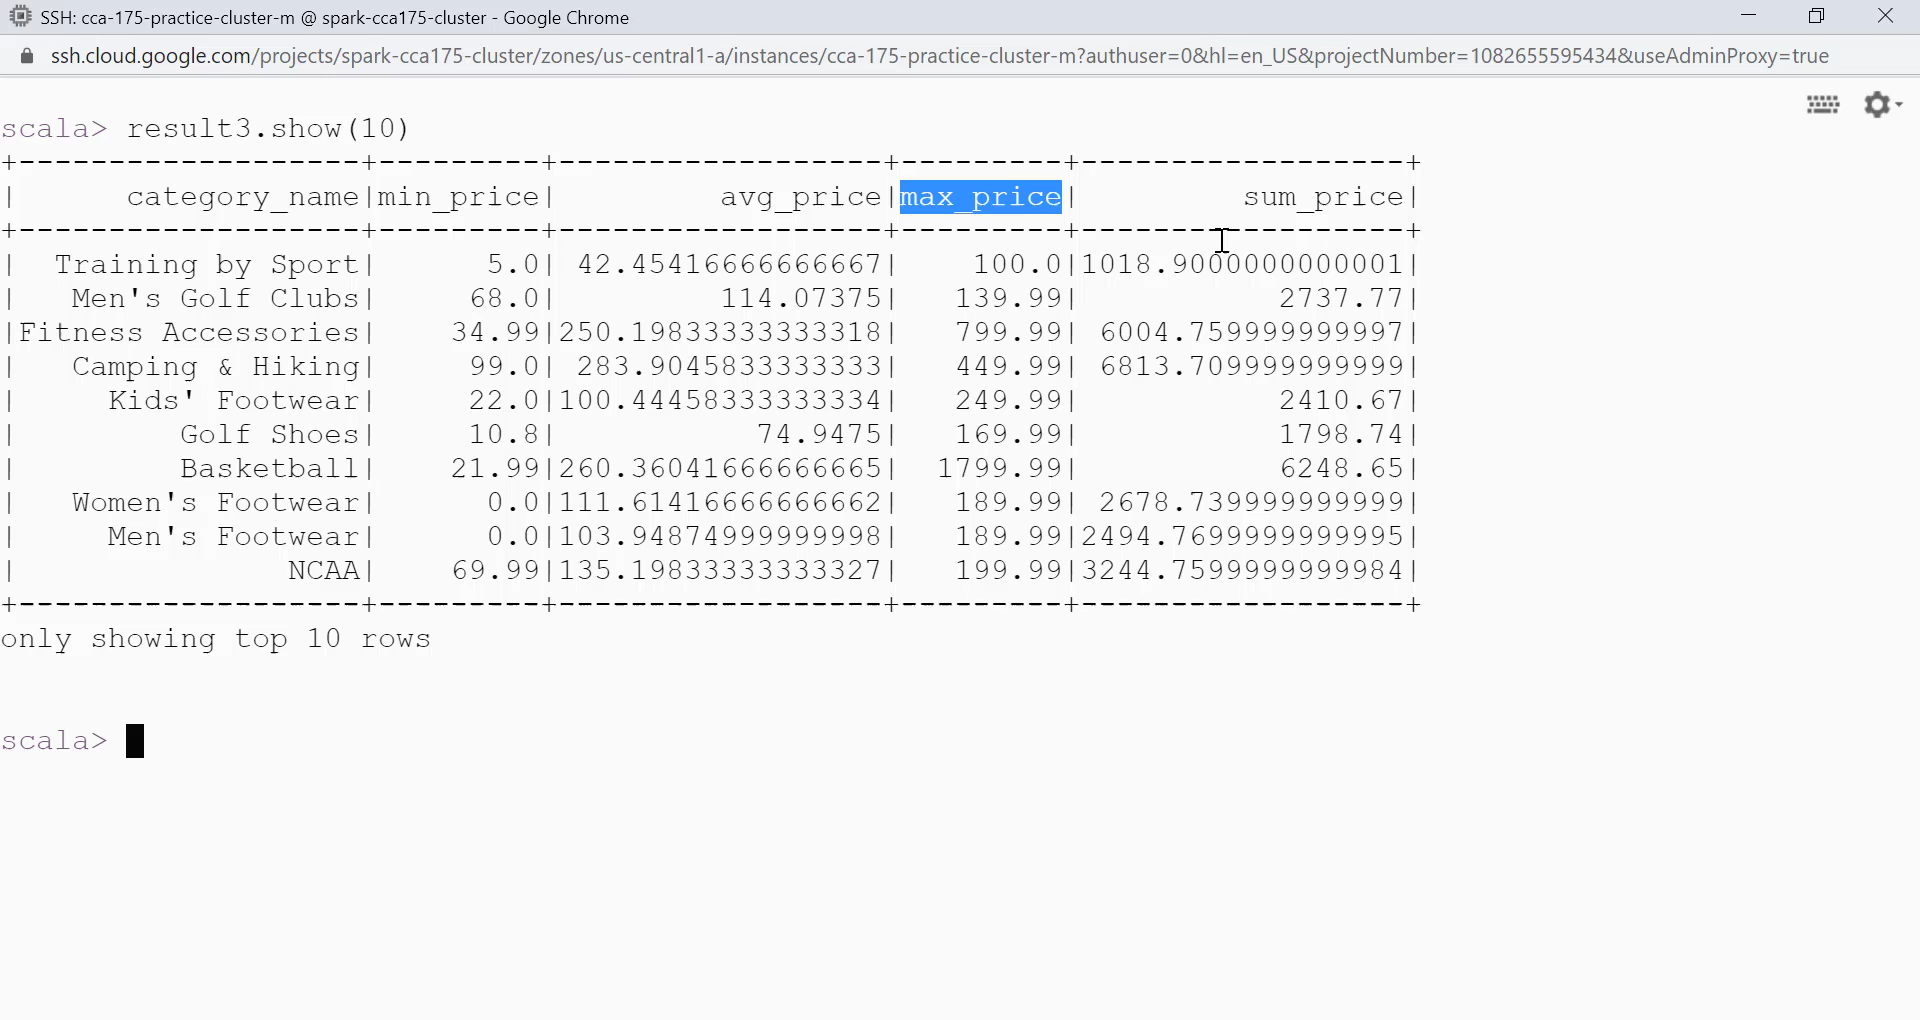 SSH: cca-175-practice-cluster-m @ spark-cca175-cluster - Google Chrome
ssh.cloud.google.com/projects/spark-cca175-cluster/zones/us-central1-a/instances/cca-175-practice-cluster-m?authuser=0&hl=en_US&projectNumber=1082655595434&useAdminProxy=true
scala> result3.show(10)
+-------------------+---------+------------------+---------+------------------+
|      category_name|min_price|         avg_price|max_price|         sum_price|
+-------------------+---------+------------------+---------+------------------+
|  Training by Sport|      5.0| 42.45416666666667|    100.0|1018.9000000000001|
|   Men's Golf Clubs|     68.0|         114.07375|   139.99|           2737.77|
|Fitness Accessories|    34.99|250.19833333333318|   799.99| 6004.759999999997|
|   Camping & Hiking|     99.0| 283.9045833333333|   449.99| 6813.709999999999|
|     Kids' Footwear|     22.0|100.44458333333334|   249.99|           2410.67|
|         Golf Shoes|     10.8|           74.9475|   169.99|           1798.74|
|         Basketball|    21.99|260.36041666666665|  1799.99|           6248.65|
|   Women's Footwear|      0.0|111.61416666666662|   189.99| 2678.739999999999|
|     Men's Footwear|      0.0|103.94874999999998|   189.99|2494.7699999999995|
|               NCAA|    69.99|135.19833333333327|   199.99|3244.7599999999984|
+-------------------+---------+------------------+---------+------------------+
only showing top 10 rows
scala>